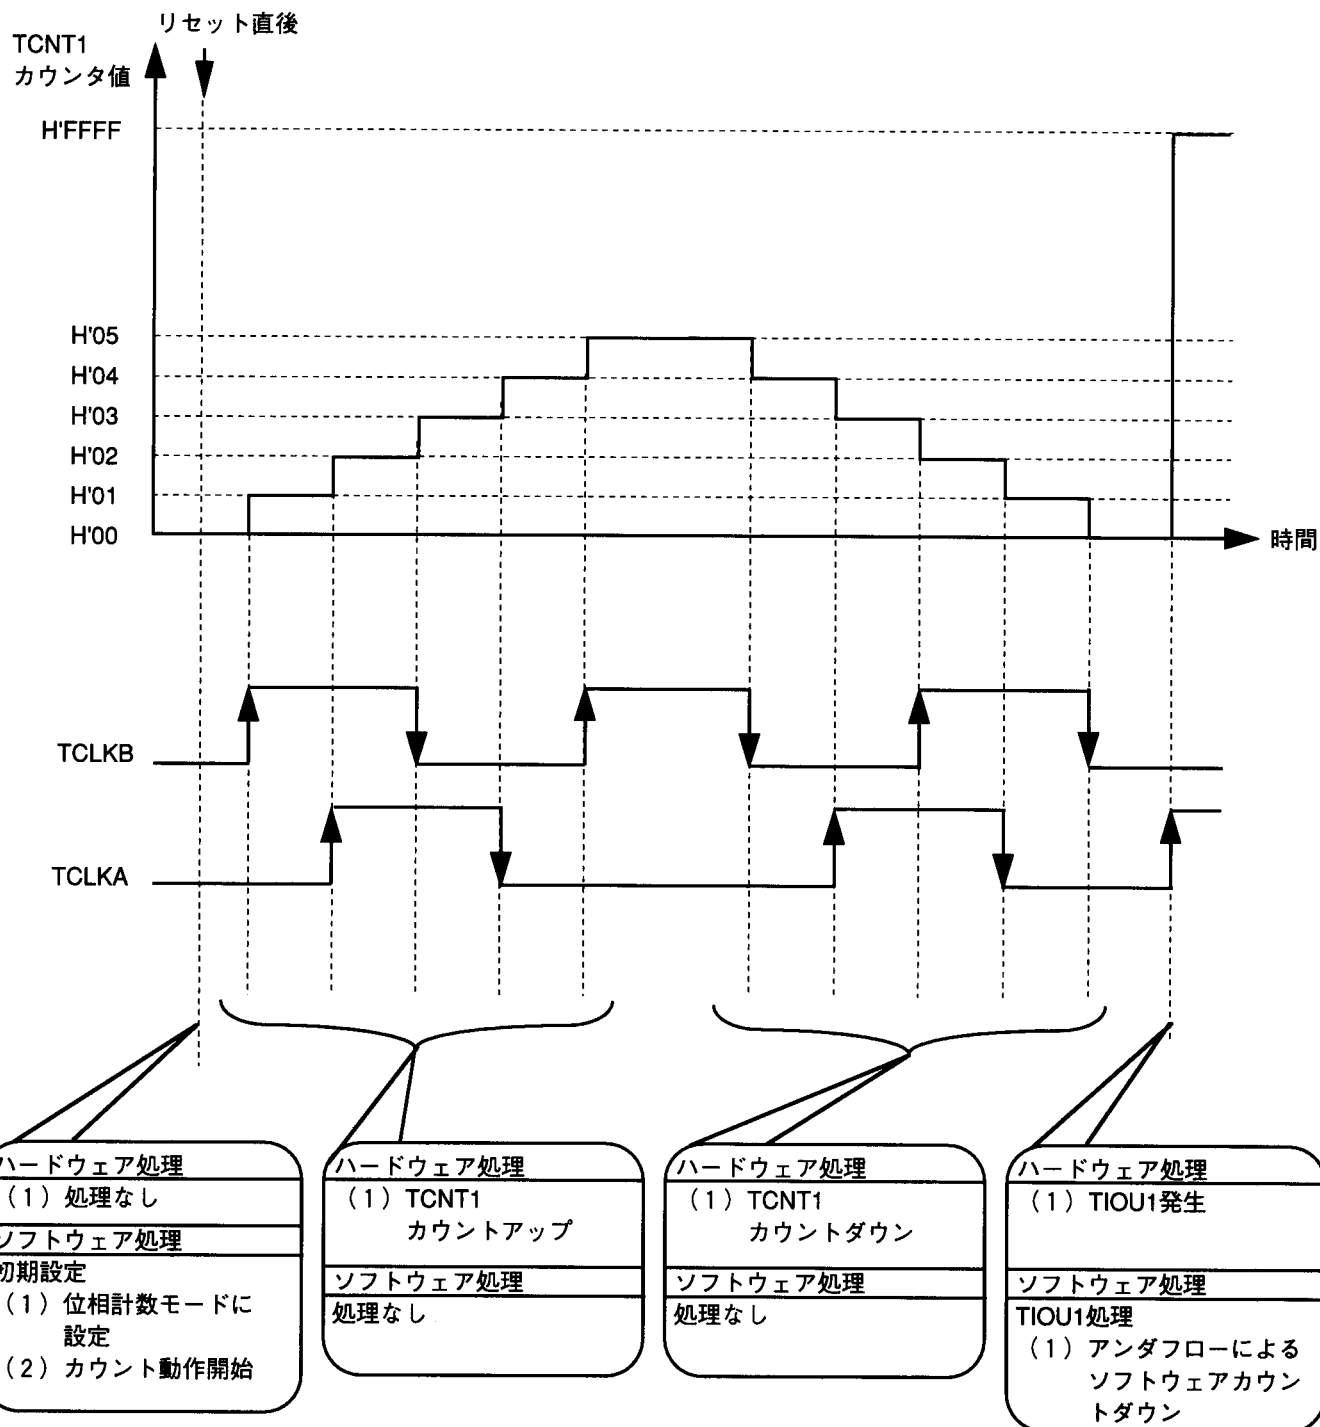 リセット直後
TCNT1
カウンタ値
H'FFFF
H'05
H'04
H'03
H'02
H'01
H'00
時間
TCLKB
TCLKA
ハードウェア処理
（1）処理なし
ソフトウェア処理
初期設定
（1）位相計数モードに
設定
（2）カウント動作開始
ハードウェア処理
（1）TCNT1
カウントアップ
ソフトウェア処理
処理なし
ハードウェア処理
（1）TCNT1
カウントダウン
ソフトウェア処理
処理なし
ハードウェア処理
（1）TIOU1発生
ソフトウェア処理
TIOU1処理
（1）アンダフローによる
ソフトウェアカウン
トダウン